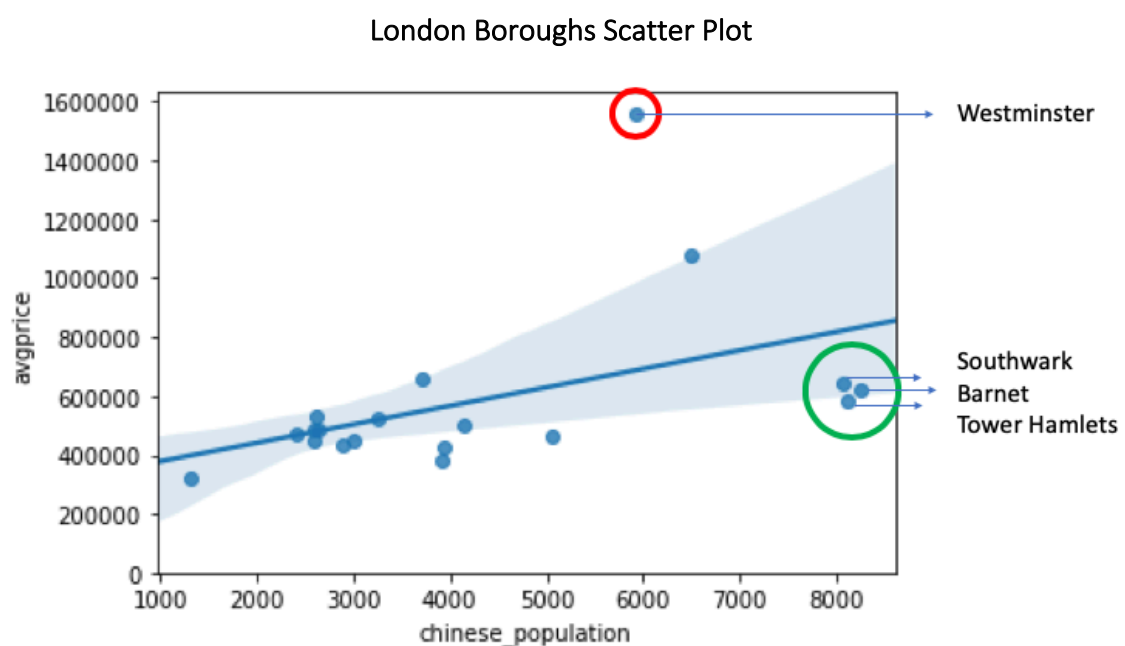 London Boroughs Scatter Plot
1600000
1400000
1200000
1000000
800000
600000
400000
200000
0
avgprice
1000 2000 3000 4000 5000 6000 7000 8000
chinese_population
Westminster
Southwark
Barnet
Tower Hamlets